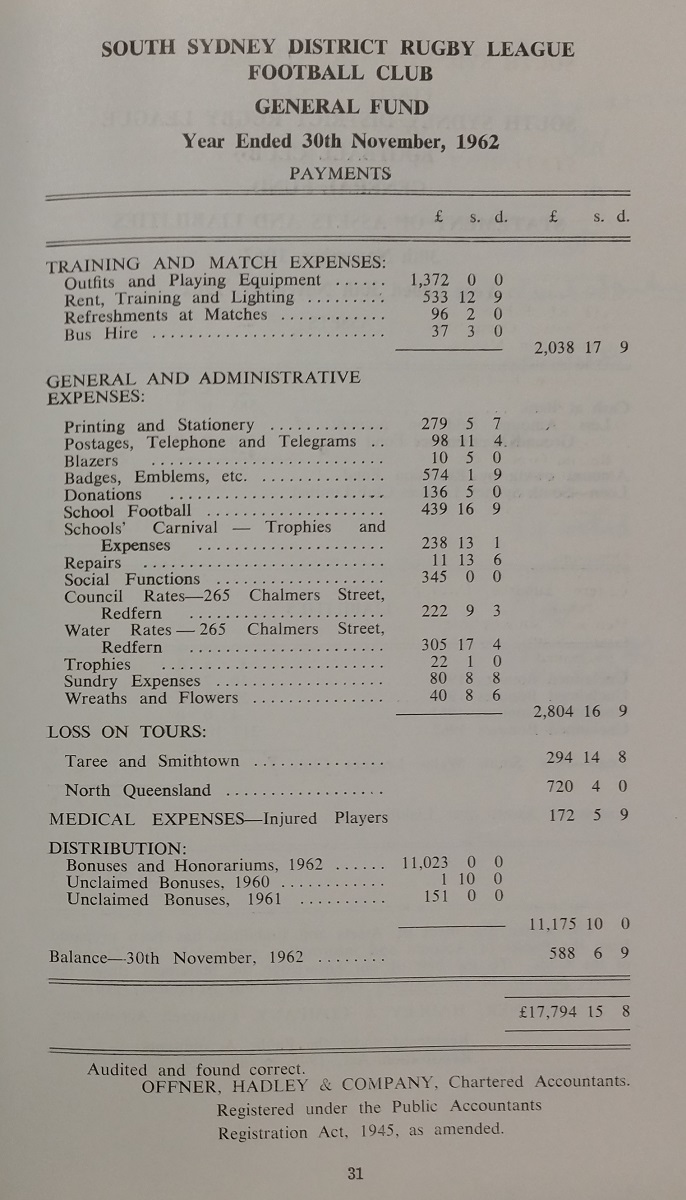 SOUTH SYDNEY DISTRICT RUGBY LEAGUE
FOOTBALL CLUB
GENERAL FUND
Year Ended 30th November, 1962
PAYMENTS
£ s. d. £ s. d.
TRAINING AND MATCH EXPENSES:
Outfits and Playing Equipment ...... 1,372 0 0
Rent, Training and Lighting ......... 533 12 9
Refreshments at Matches ............ 96 2 0
Bus Hire ......................... 37 3 0
2,038 17 9
GENERAL AND ADMINISTRATIVE
EXPENSES:
Printing and Stationery ............. 279 5 7
Postages, Telephone and Telegrams .. 98 11 4
Blazers ......................... 10 5 0
Badges, Emblems, etc. .............. 574 1 9
Donations ....................... 136 5 0
School Football .................... 439 16 9
Schools' Carnival — Trophies and
Expenses .................... 238 13 1
Repairs .......................... 11 13 6
Social Functions .................. 345 0 0
Council Rates—265 Chalmers Street,
Redfern .................... 222 9 3
Water Rates — 265 Chalmers Street,
Redfern .................... 305 17 4
Trophies ........................ 22 1 0
Sundry Expenses .................. 80 8 8
Wreaths and Flowers .............. 40 8 6
2,804 16 9
LOSS ON TOURS:
Taree and Smithtown ............... 294 14 8
North Queensland .................. 720 4 0
MEDICAL EXPENSES—Injured Players 172 5 9
DISTRIBUTION:
Bonuses and Honorariums, 1962 ...... 11,023 0 0
Unclaimed Bonuses, 1960 ............ 1 10 0
Unclaimed Bonuses, 1961 .......... 151 0 0
11,175 10 0
Balance—30th November, 1962 ........ 588 6 9
£17,794 15 8
Audited and found correct.
OFFNER, HADLEY & COMPANY, Chartered Accountants.
Registered under the Public Accountants
Registration Act, 1945, as amended.
31